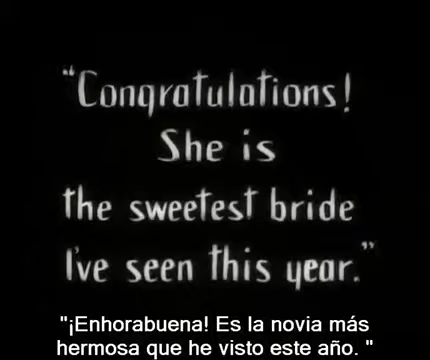 "Congratulations!
She is
the sweetest bride
I've seen this year."
"¡Enhorabuena! Es la novia más
hermosa que he visto este año. "